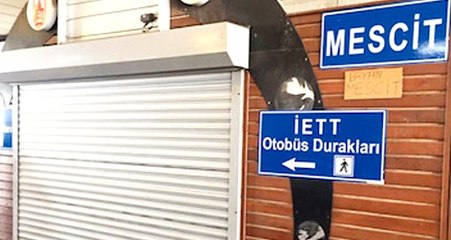 MESCİT
BAYAN
MESCİT
İETT
Otobüs Durakları